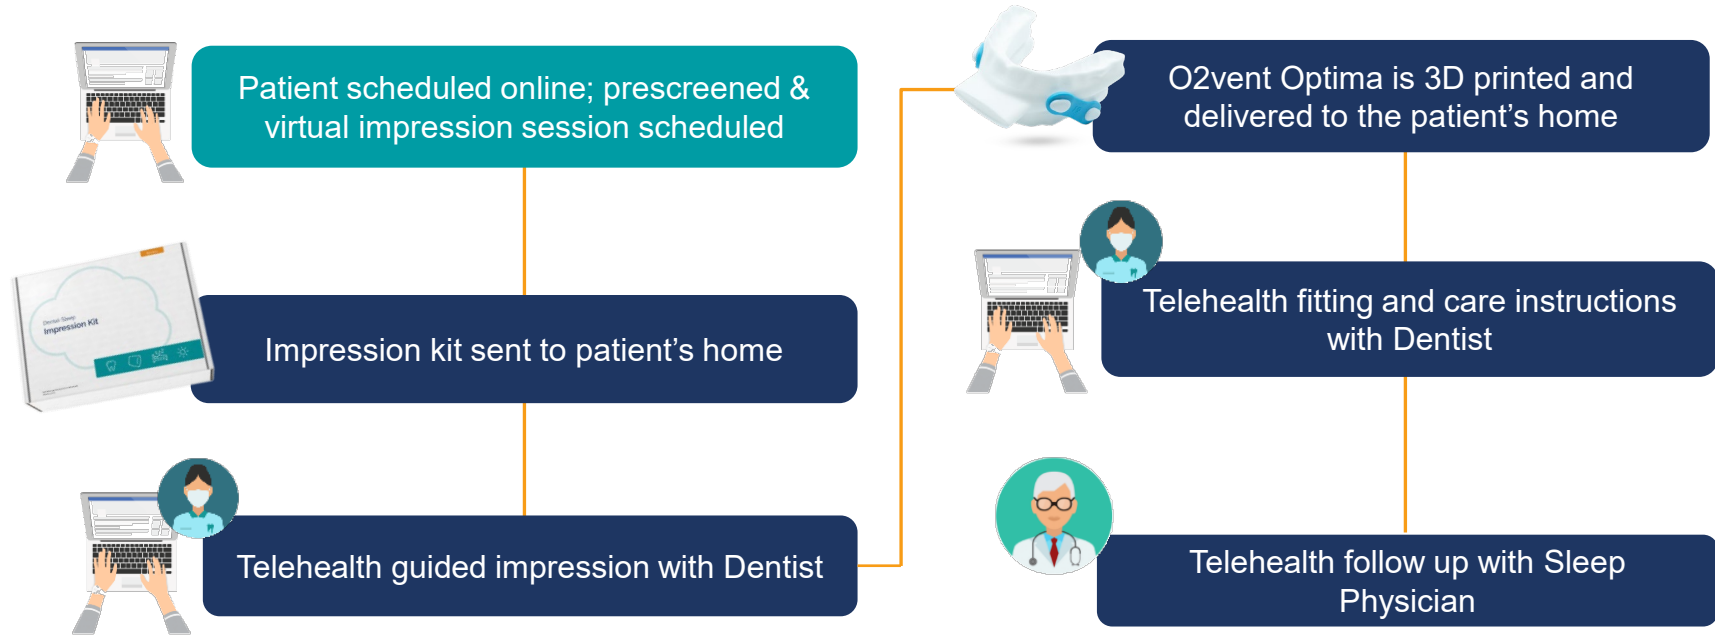 Patient scheduled online; prescreened &
virtual impression session scheduled
Impression Kit
Impression kit sent to patient's home
Telehealth guided impression with Dentist
O2vent Optima is 3D printed and
delivered to the patient's home
Telehealth fitting and care instructions
with Dentist
Telehealth follow up with Sleep
Physician